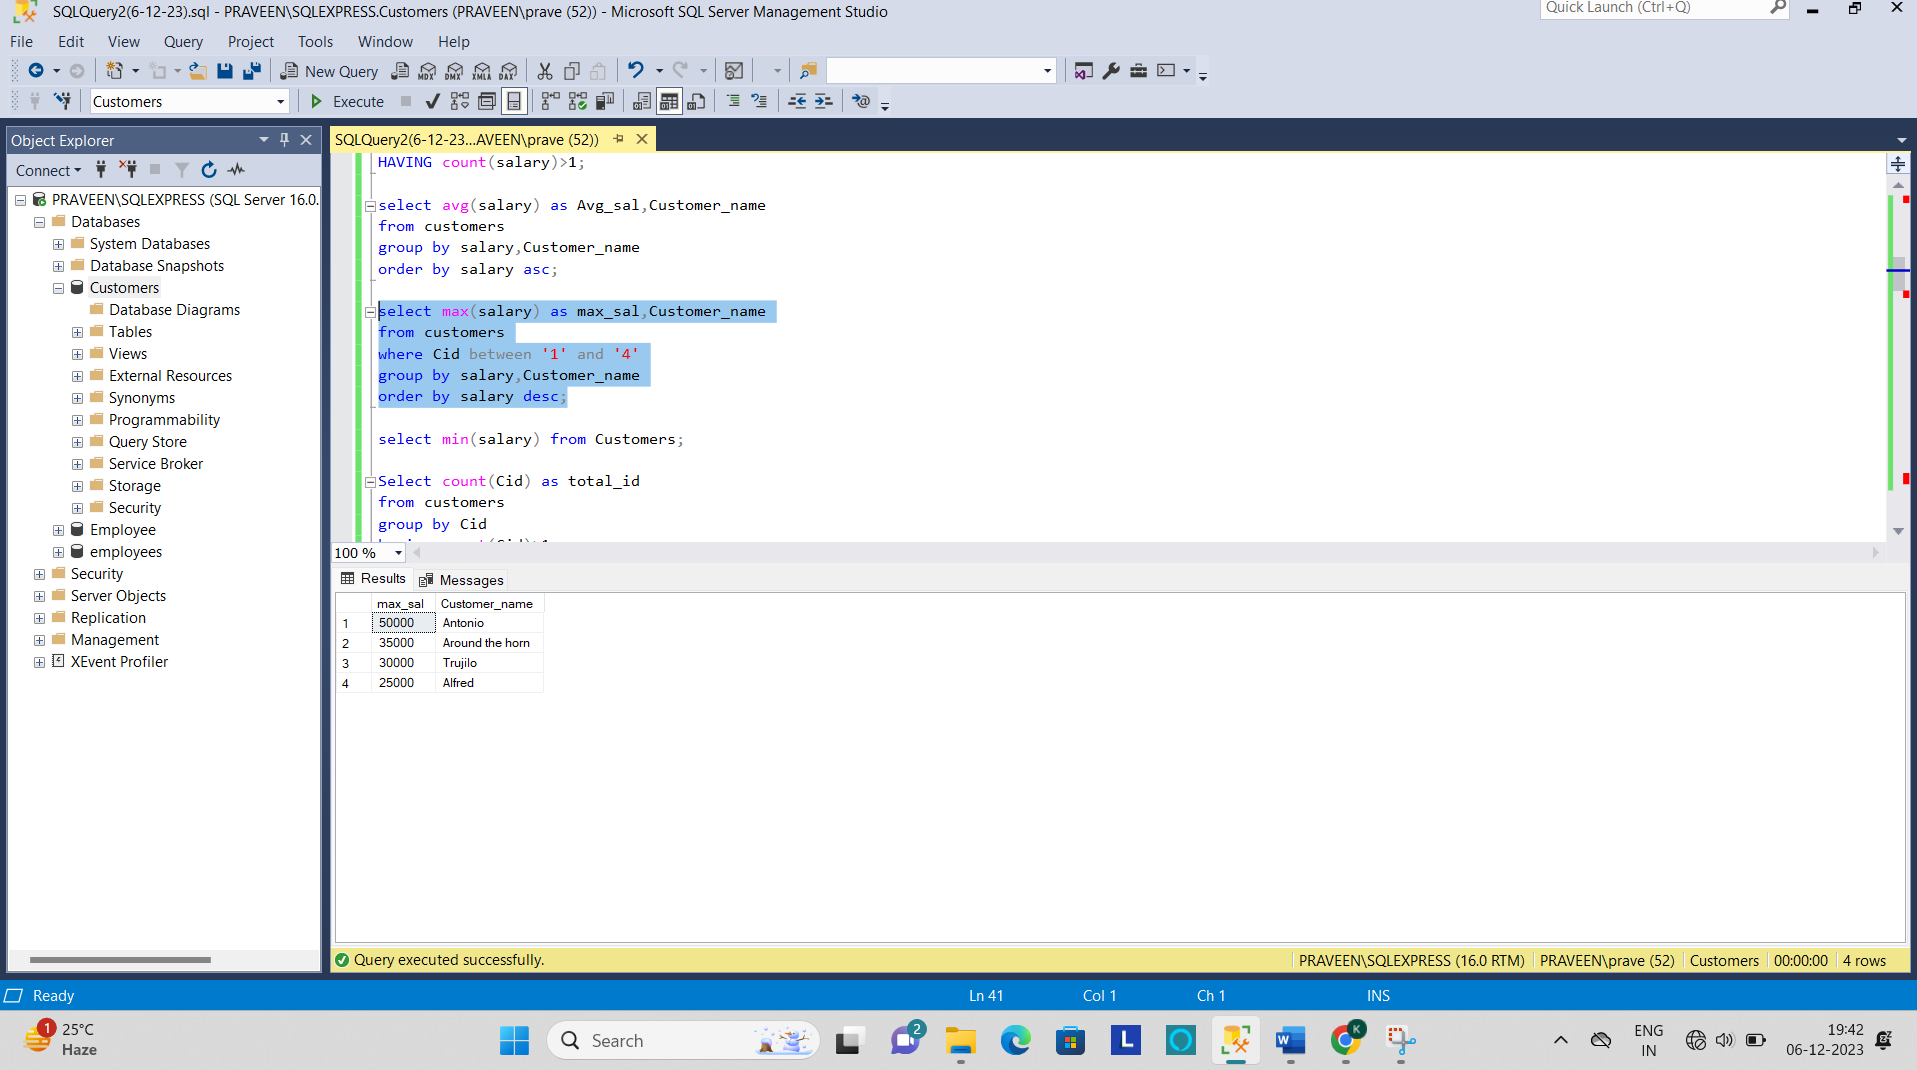 SQLQuery2(6-12-23).sql - PRAVEEN\SQLEXPRESS.Customers (PRAVEEN\prave (52)) - Microsoft SQL Server Management Studio
Quick Launch (Ctrl+Q)
File Edit View Query Project Tools Window Help
New Query MDX DMX XMLA DAX
Customers Execute
Object Explorer
Connect
PRAVEEN\SQLEXPRESS (SQL Server 16.0.
Databases
System Databases
Database Snapshots
Customers
Database Diagrams
Tables
Views
External Resources
Synonyms
Programmability
Query Store
Service Broker
Storage
Security
Employee
employees
Security
Server Objects
Replication
Management
XEvent Profiler
SQLQuery2(6-12-23...AVEEN\prave (52))
HAVING count(salary)>1;
select avg(salary) as Avg_sal,Customer_name
from customers
group by salary,Customer_name
order by salary asc;
select max(salary) as max_sal,Customer_name
from customers
where Cid between '1' and '4'
group by salary,Customer_name
order by salary desc;
select min(salary) from Customers;
Select count(Cid) as total_id
from customers
group by Cid
100 %
Results Messages
max_sal Customer_name
1 50000 Antonio
2 35000 Around the horn
3 30000 Trujilo
4 25000 Alfred
Query executed successfully. PRAVEEN\SQLEXPRESS (16.0 RTM) PRAVEEN\prave (52) Customers 00:00:00 4 rows
Ready Ln 41 Col 1 Ch 1 INS
1 25°C
Haze
Search
2
L
W
K
ENG
IN
19:42
06-12-2023